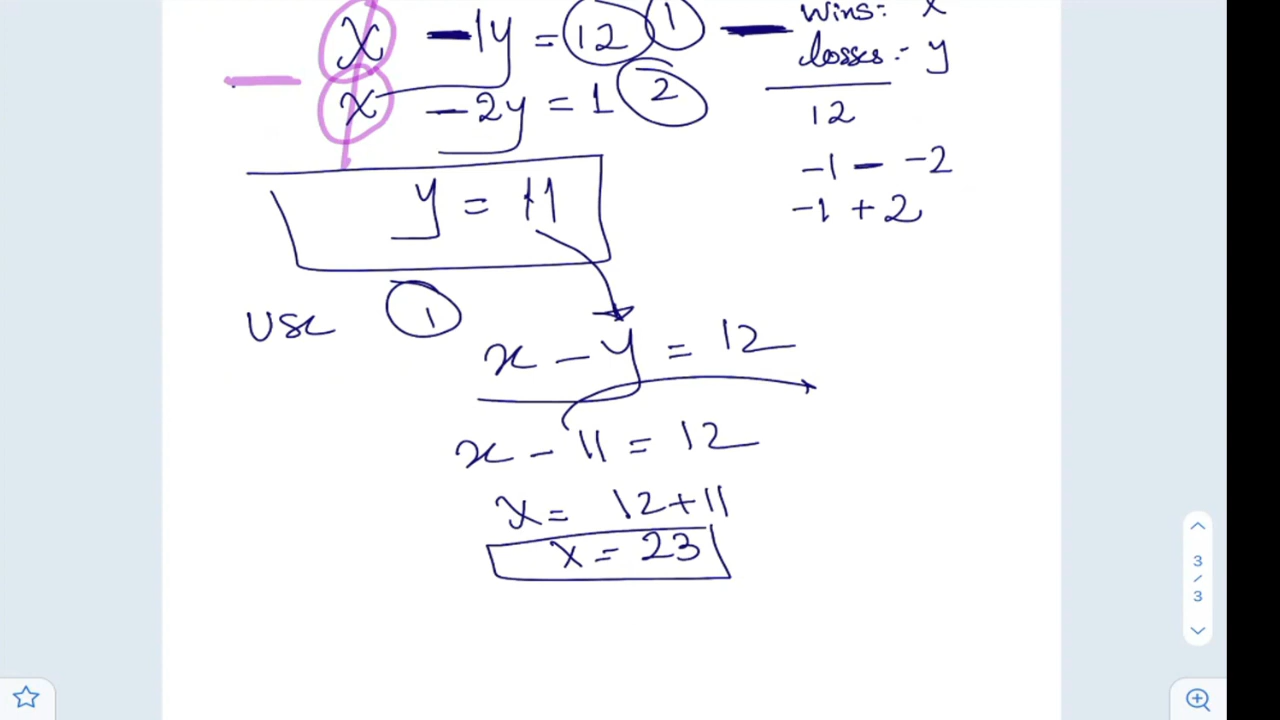 x - 1y = 12 1
x - 2y = 1 2
y = 11
use 1
x - y = 12
x - 11 = 12
x = 12 + 11
x = 23
wins: x
losses: y
12
-1 - -2
-1 + 2
3
/
3